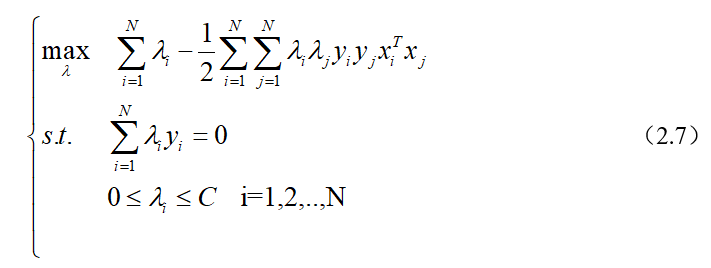 max_λ ∑_{i=1}^{N} λ_i − \frac{1}{2} ∑_{i=1}^{N} ∑_{j=1}^{N} λ_i λ_j y_i y_j x_i^T x_j
s.t. ∑_{i=1}^{N} λ_i y_i = 0 （2.7）
0 ≤ λ_i ≤ C i=1,2,..,N